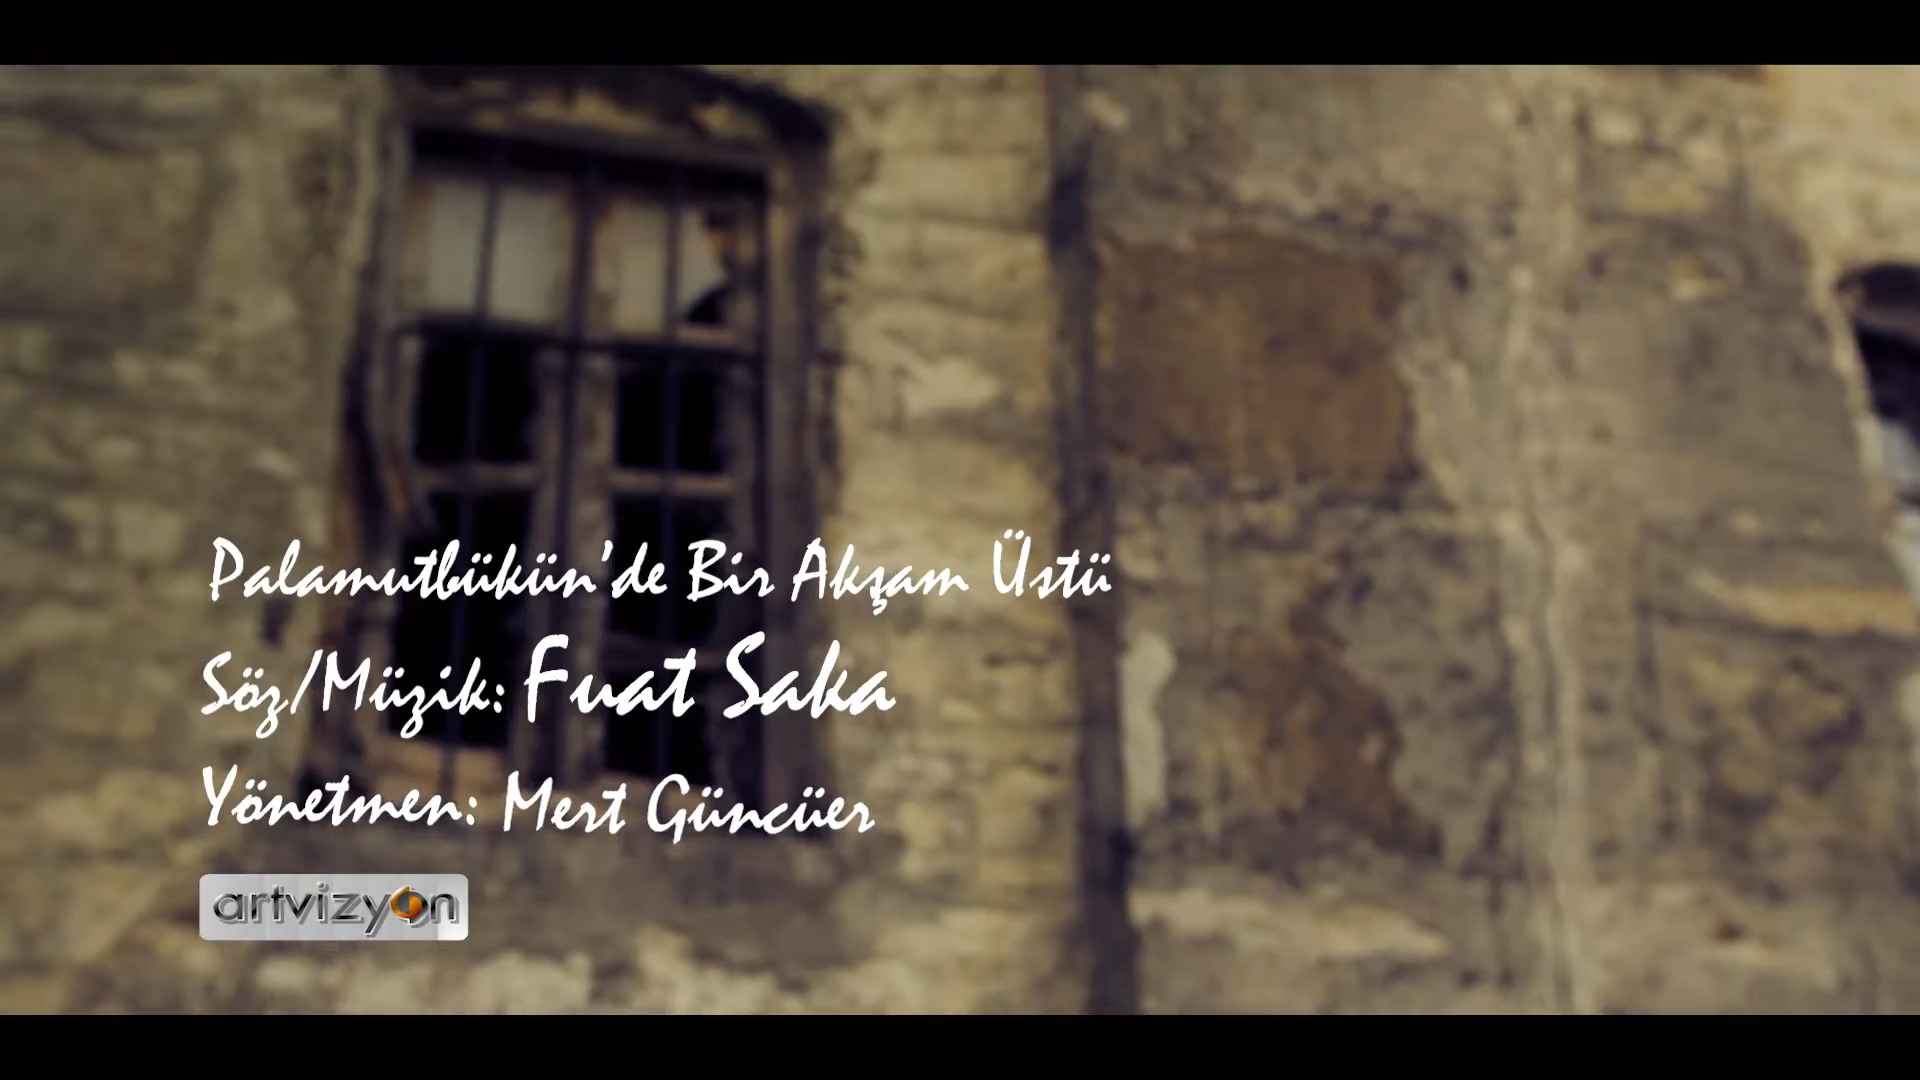 Palamutbükün'de Bir Akşam Üstü
Söz/Müzik: Fuat Saka
Yönetmen: Mert Güncüer
artvizyon